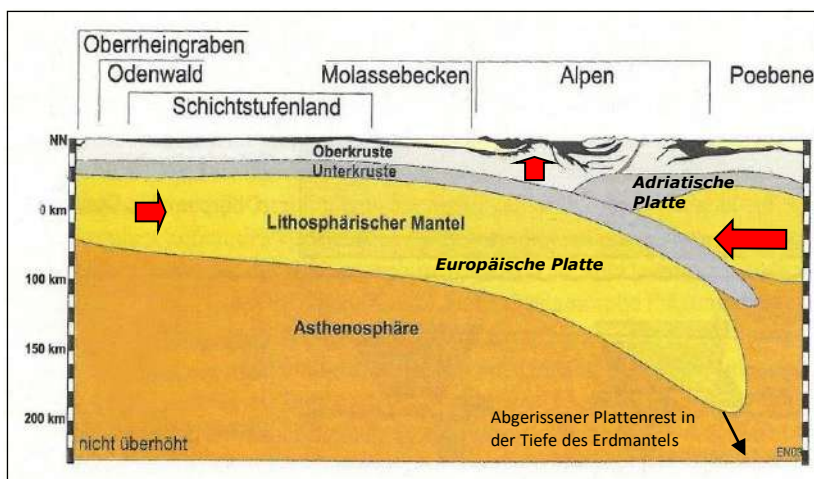 Oberrheingraben
Odenwald
Molassebecken
Alpen
Poebene
Schichtstufenland
NN
Oberkruste
Unterkruste
Adriatische
Platte
0 km
Lithosphärischer Mantel
Europäische Platte
100 km
Asthenosphäre
150 km
200 km
Abgerissener Plattenrest in
der Tiefe des Erdmantels
nicht überhöht
EN03